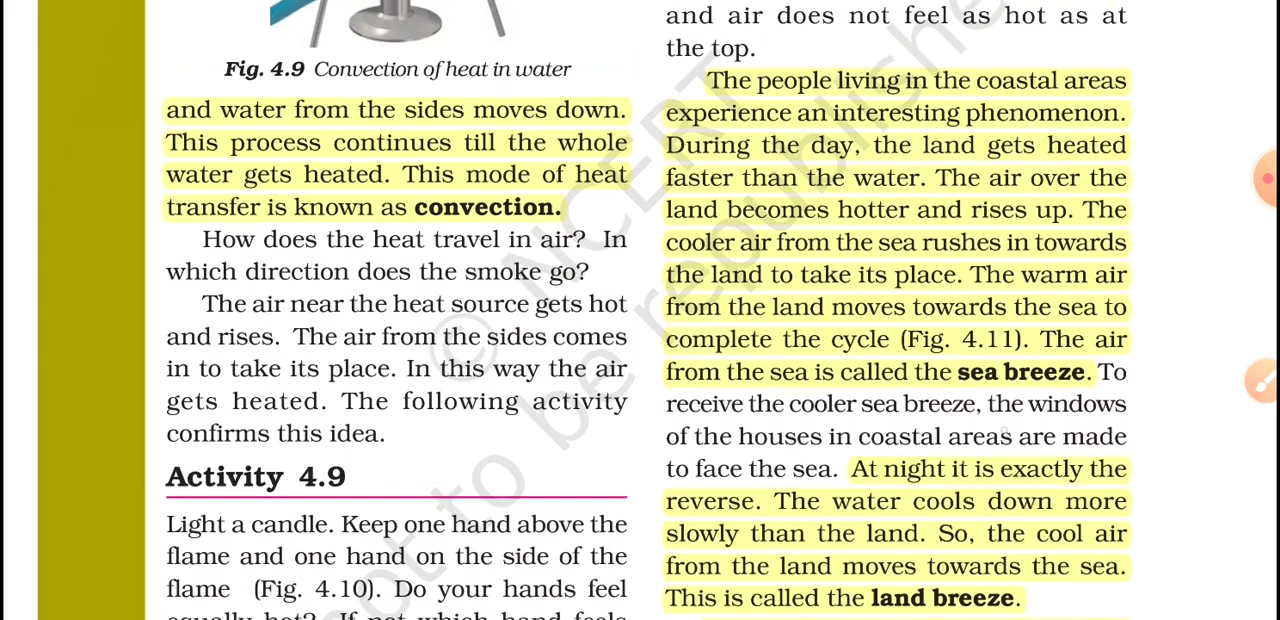 Fig. 4.9 Convection of heat in water
and water from the sides moves down.
This process continues till the whole
water gets heated. This mode of heat
transfer is known as convection.
How does the heat travel in air? In
which direction does the smoke go?
The air near the heat source gets hot
and rises. The air from the sides comes
in to take its place. In this way the air
gets heated. The following activity
confirms this idea.
Activity 4.9
Light a candle. Keep one hand above the
flame and one hand on the side of the
flame (Fig. 4.10). Do your hands feel
equally hot? If not which hand feels
and air does not feel as hot as at
the top.
The people living in the coastal areas
experience an interesting phenomenon.
During the day, the land gets heated
faster than the water. The air over the
land becomes hotter and rises up. The
cooler air from the sea rushes in towards
the land to take its place. The warm air
from the land moves towards the sea to
complete the cycle (Fig. 4.11). The air
from the sea is called the sea breeze. To
receive the cooler sea breeze, the windows
of the houses in coastal areas are made
to face the sea. At night it is exactly the
reverse. The water cools down more
slowly than the land. So, the cool air
from the land moves towards the sea.
This is called the land breeze.
© NCERT
not to be republishe